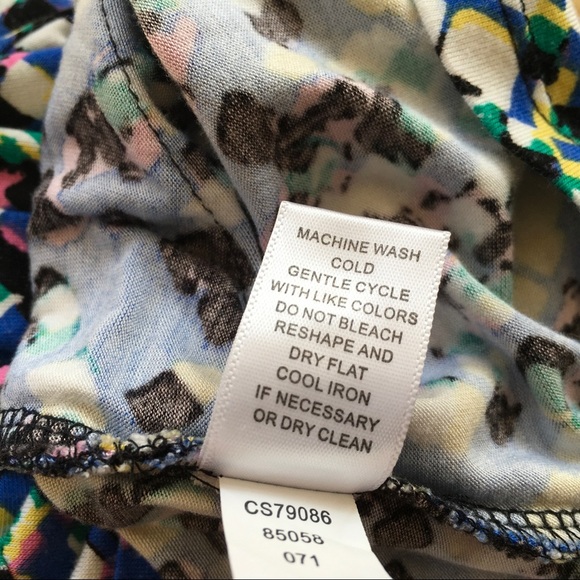 MACHINE WASH
COLD
GENTLE CYCLE
WITH LIKE COLORS
DO NOT BLEACH
RESHAPE AND
DRY FLAT
COOL IRON
IF NECESSARY
OR DRY CLEAN
CS79086
85058
071